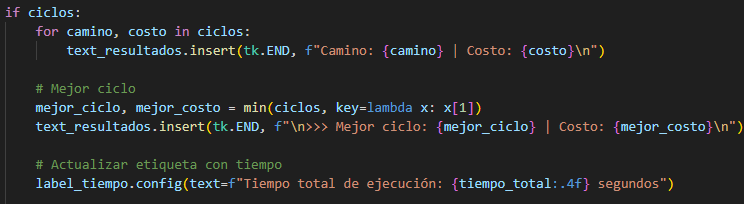 if ciclos:
    for camino, costo in ciclos:
        text_resultados.insert(tk.END, f"Camino: {camino} | Costo: {costo}\n")

    # Mejor ciclo
    mejor_ciclo, mejor_costo = min(ciclos, key=lambda x: x[1])
    text_resultados.insert(tk.END, f"\n>>> Mejor ciclo: {mejor_ciclo} | Costo: {mejor_costo}\n")

    # Actualizar etiqueta con tiempo
    label_tiempo.config(text=f"Tiempo total de ejecución: {tiempo_total:.4f} segundos")